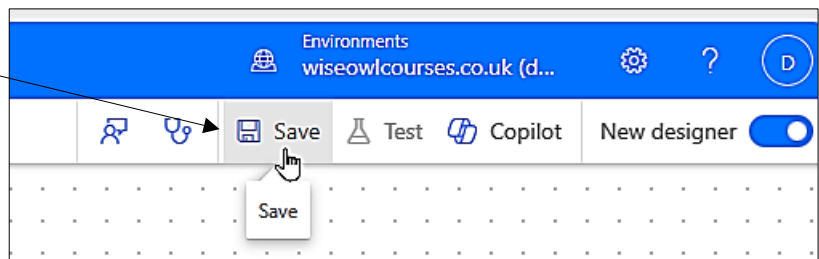 Environments
wiseowlcourses.co.uk (d...
?
D
Save
Test
Copilot
New designer
Save